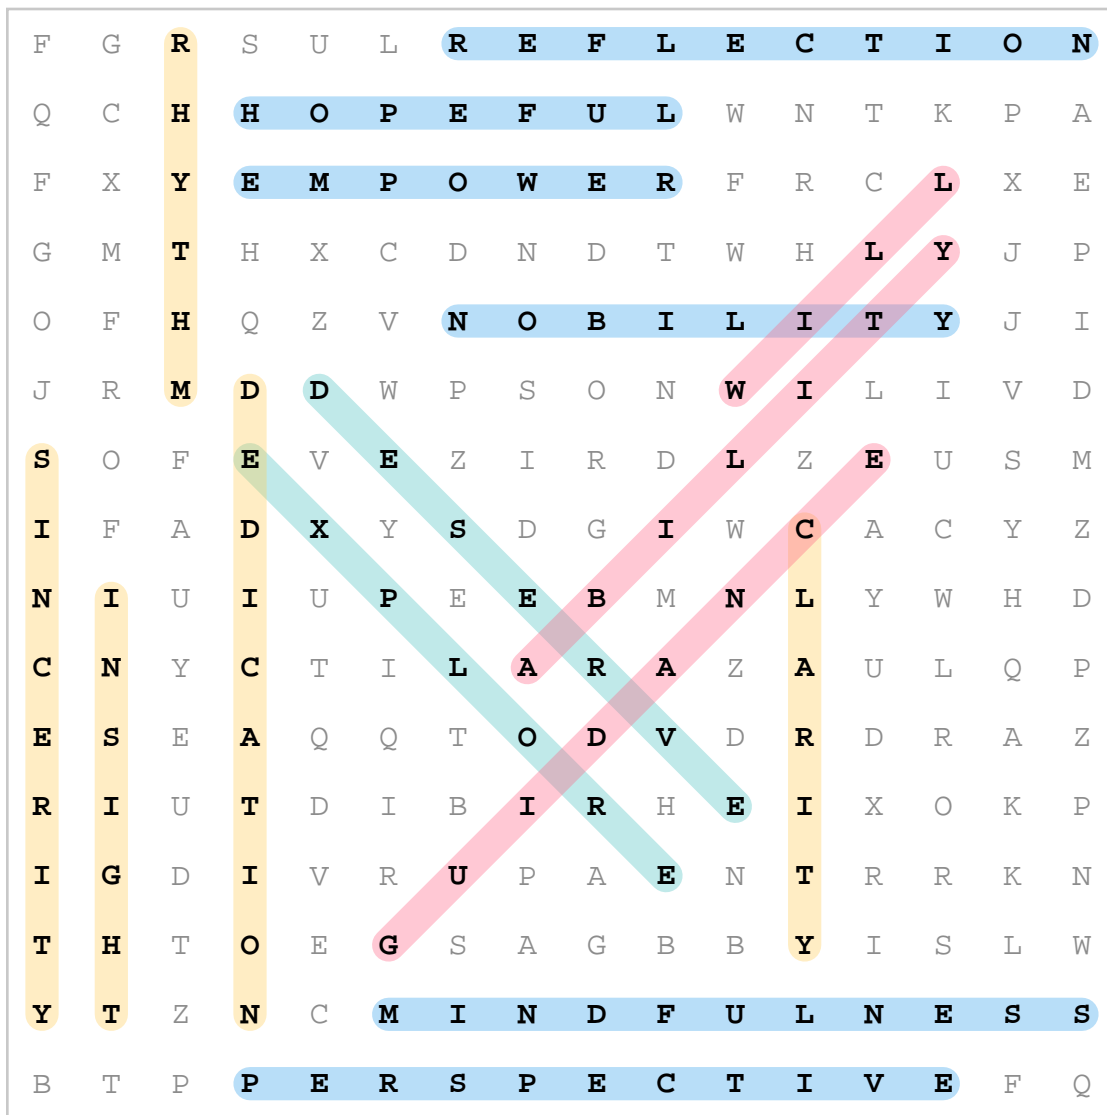 F G R S U L R E F L E C T I O N
Q C H H O P E F U L W N T K P A
F X Y E M P O W E R F R C L X E
G M T H X C D N D T W H L Y J P
O F H Q Z V N O B I L I T Y J I
J R M D D W P S O N W I L I V D
S O F E V E Z I R D L Z E U S M
I F A D X Y S D G I W C A C Y Z
N I U I U P E E B M N L Y W H D
C N Y C T I L A R A Z A U L Q P
E S E A Q Q T O D V D R D R A Z
R I U T D I B I R H E I X O K P
I G D I V R U P A E N T R R K N
T H T O E G S A G B B Y I S L W
Y T Z N C M I N D F U L N E S S
B T P P E R S P E C T I V E F Q